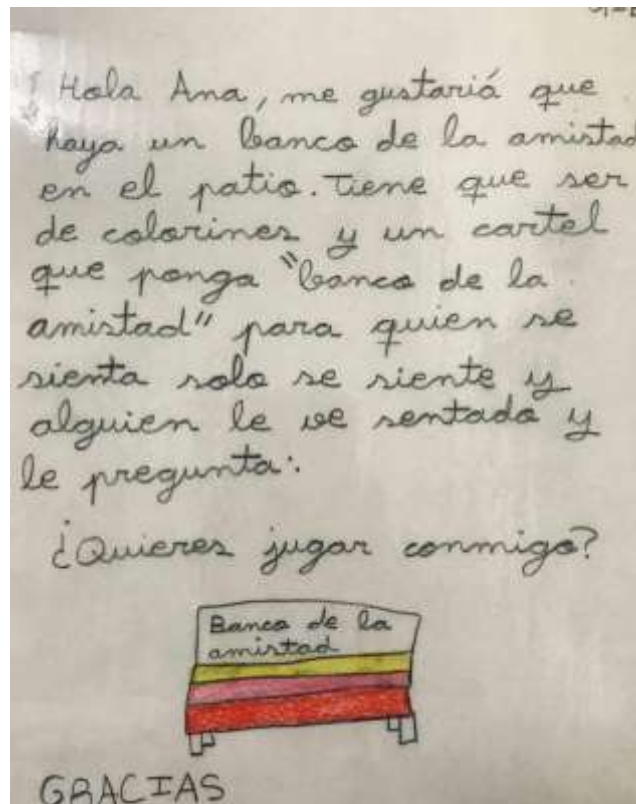 Hola Ana, me gustariá que
haya un banco de la amistad
en el patio. Tiene que ser
de colorines y un cartel
que ponga "banco de la
amistad" para quien se
sienta solo se siente y
alguien le ve sentado y
le pregunta:
¿Quieres jugar conmigo?
Banco de la
amistad
GRACIAS